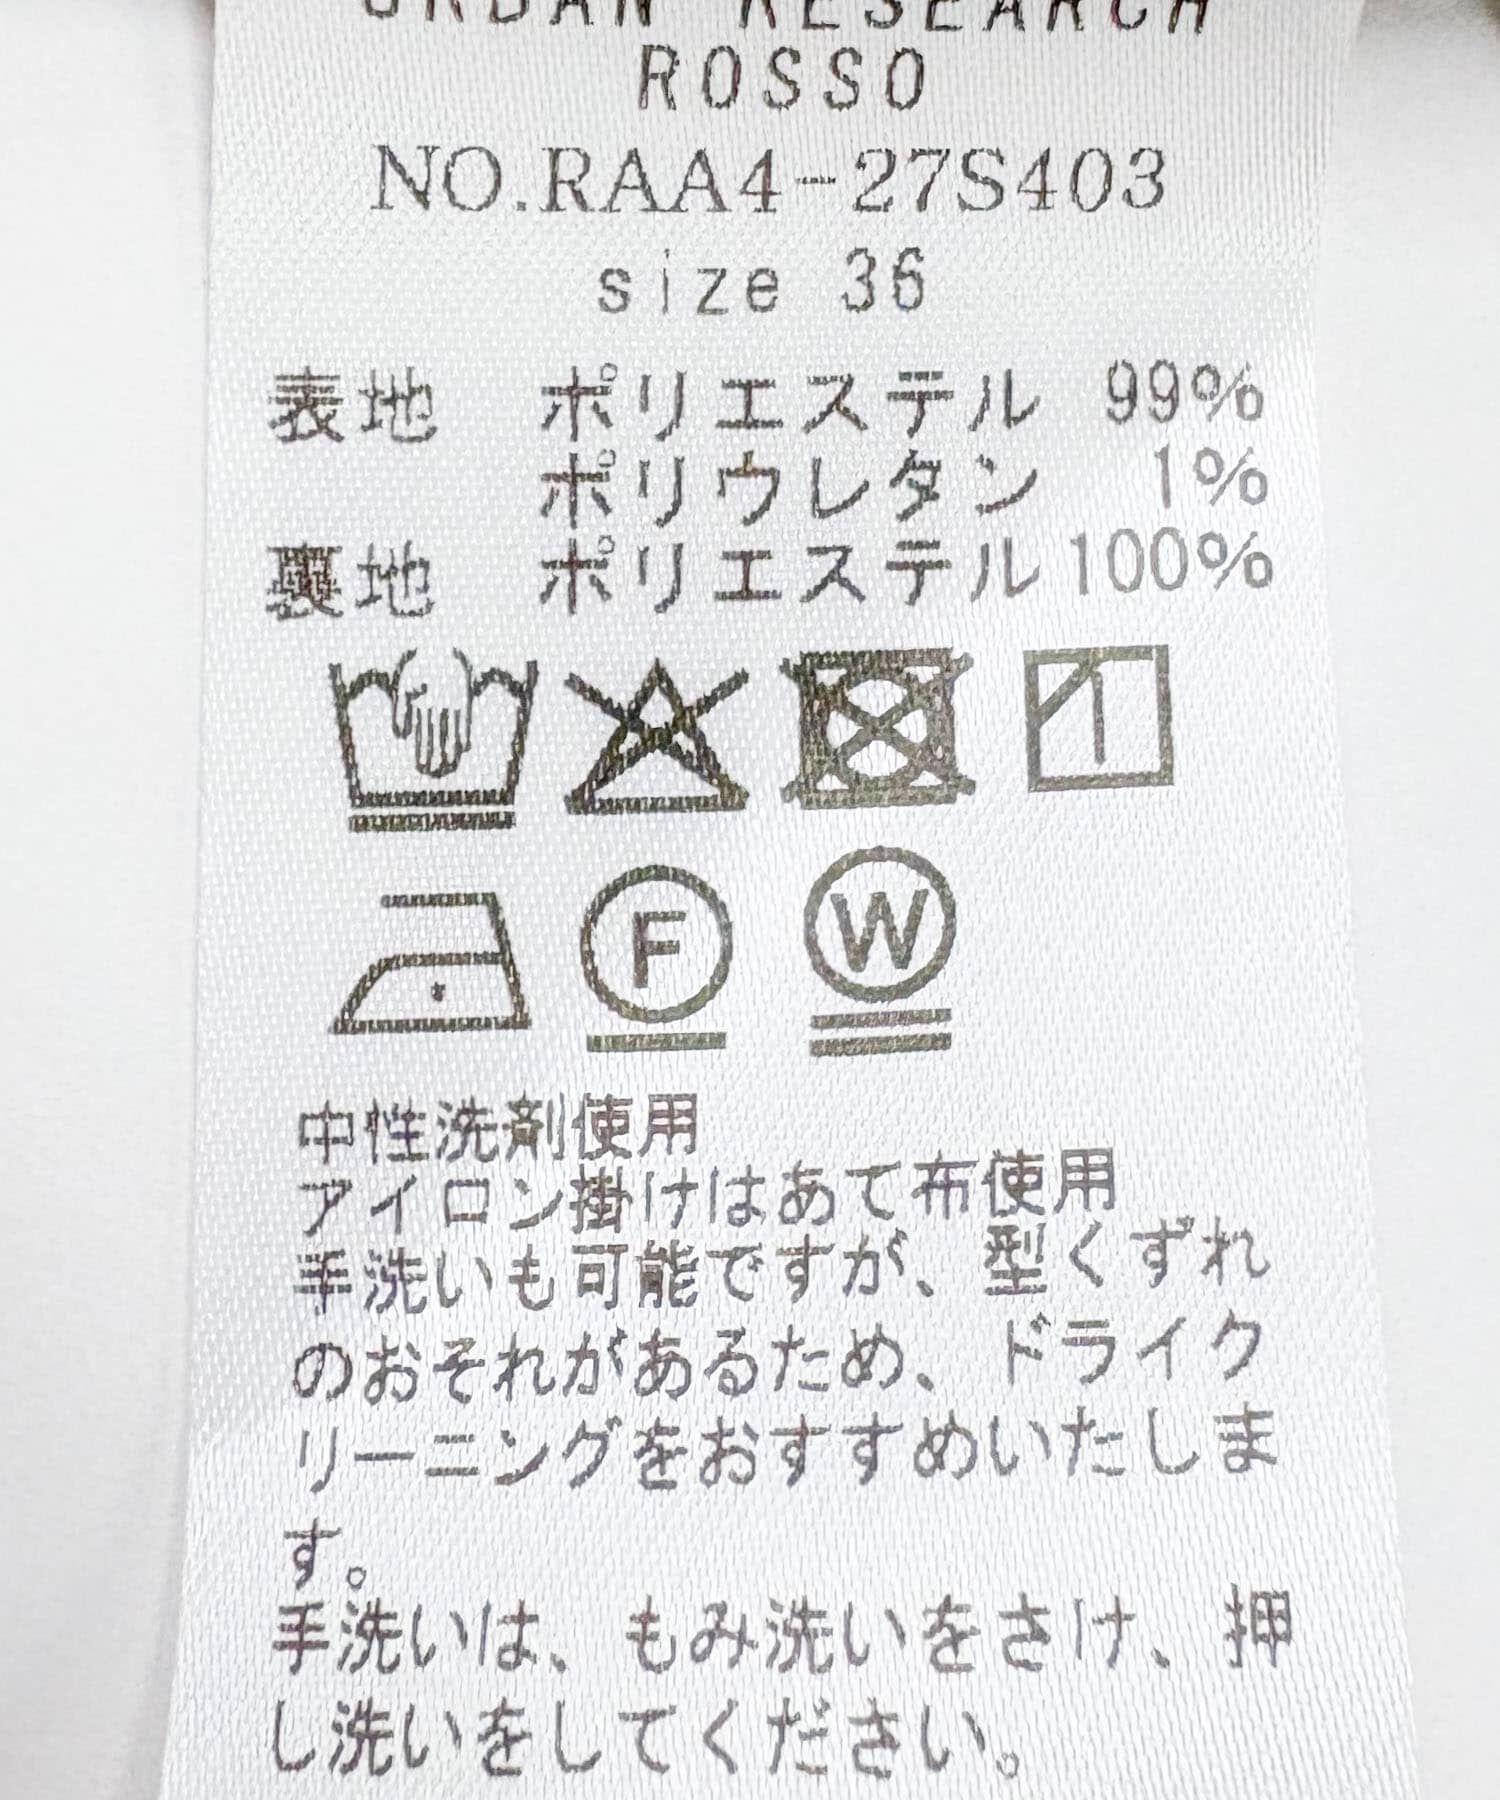 URBAN RESEARCH
ROSSO
NO.RAA4-27S403
size 36
表地 ポリエステル 99%
ポリウレタン 1%
裏地 ポリエステル 100%
F W
中性洗剤使用
アイロン掛けはあて布使用
手洗いも可能ですが、型くずれ
のおそれがあるため、ドライク
リーニングをおすすめいたしま
す。
手洗いは、もみ洗いをさけ、押
し洗いをしてください。